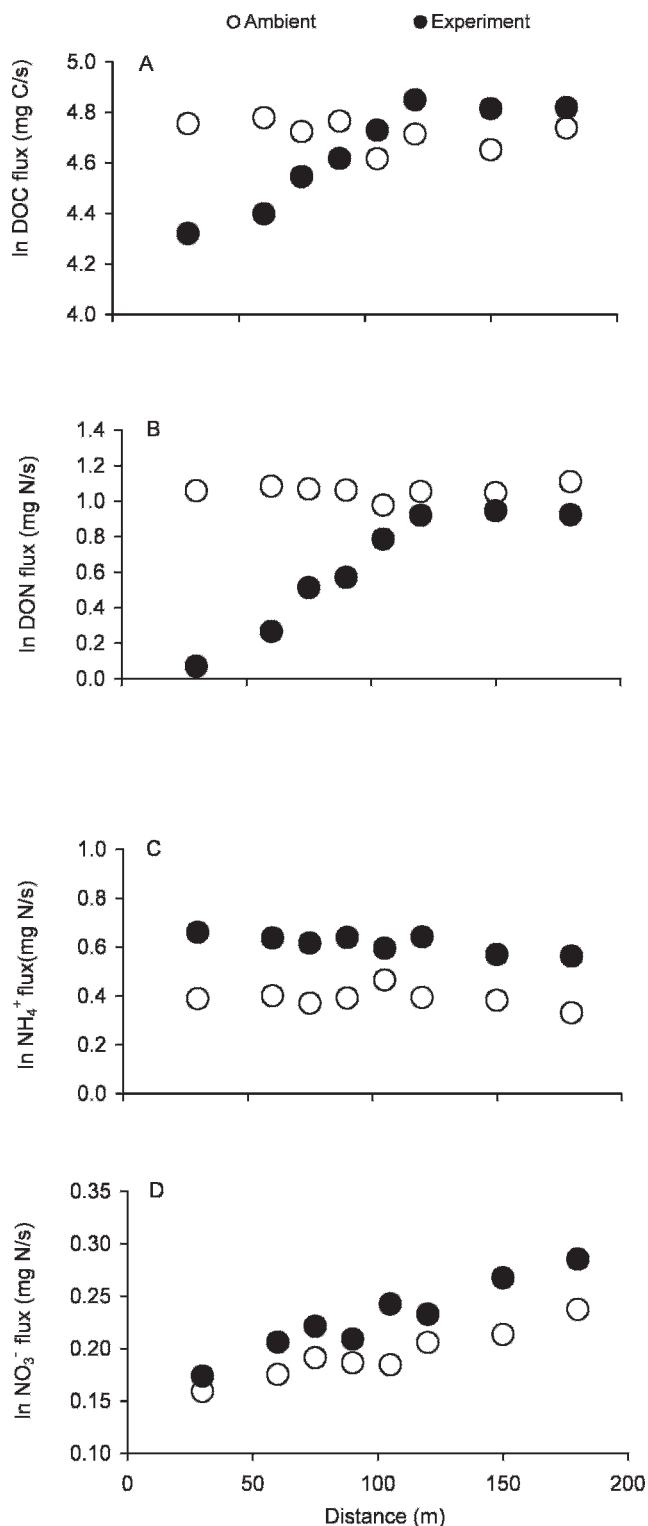 Ambient Experiment
A
5.0
4.8
4.6
4.4
4.2
4.0
ln DOC flux (mg C/s)
B
1.4
1.2
1.0
0.8
0.6
0.4
0.2
0.0
ln DON flux (mg N/s)
C
1.0
0.8
0.6
0.4
0.2
0.0
ln NH₄⁺ flux(mg N/s)
D
0.35
0.30
0.25
0.20
0.15
0.10
ln NO₃⁻ flux (mg N/s)
0 50 100 150 200
Distance (m)